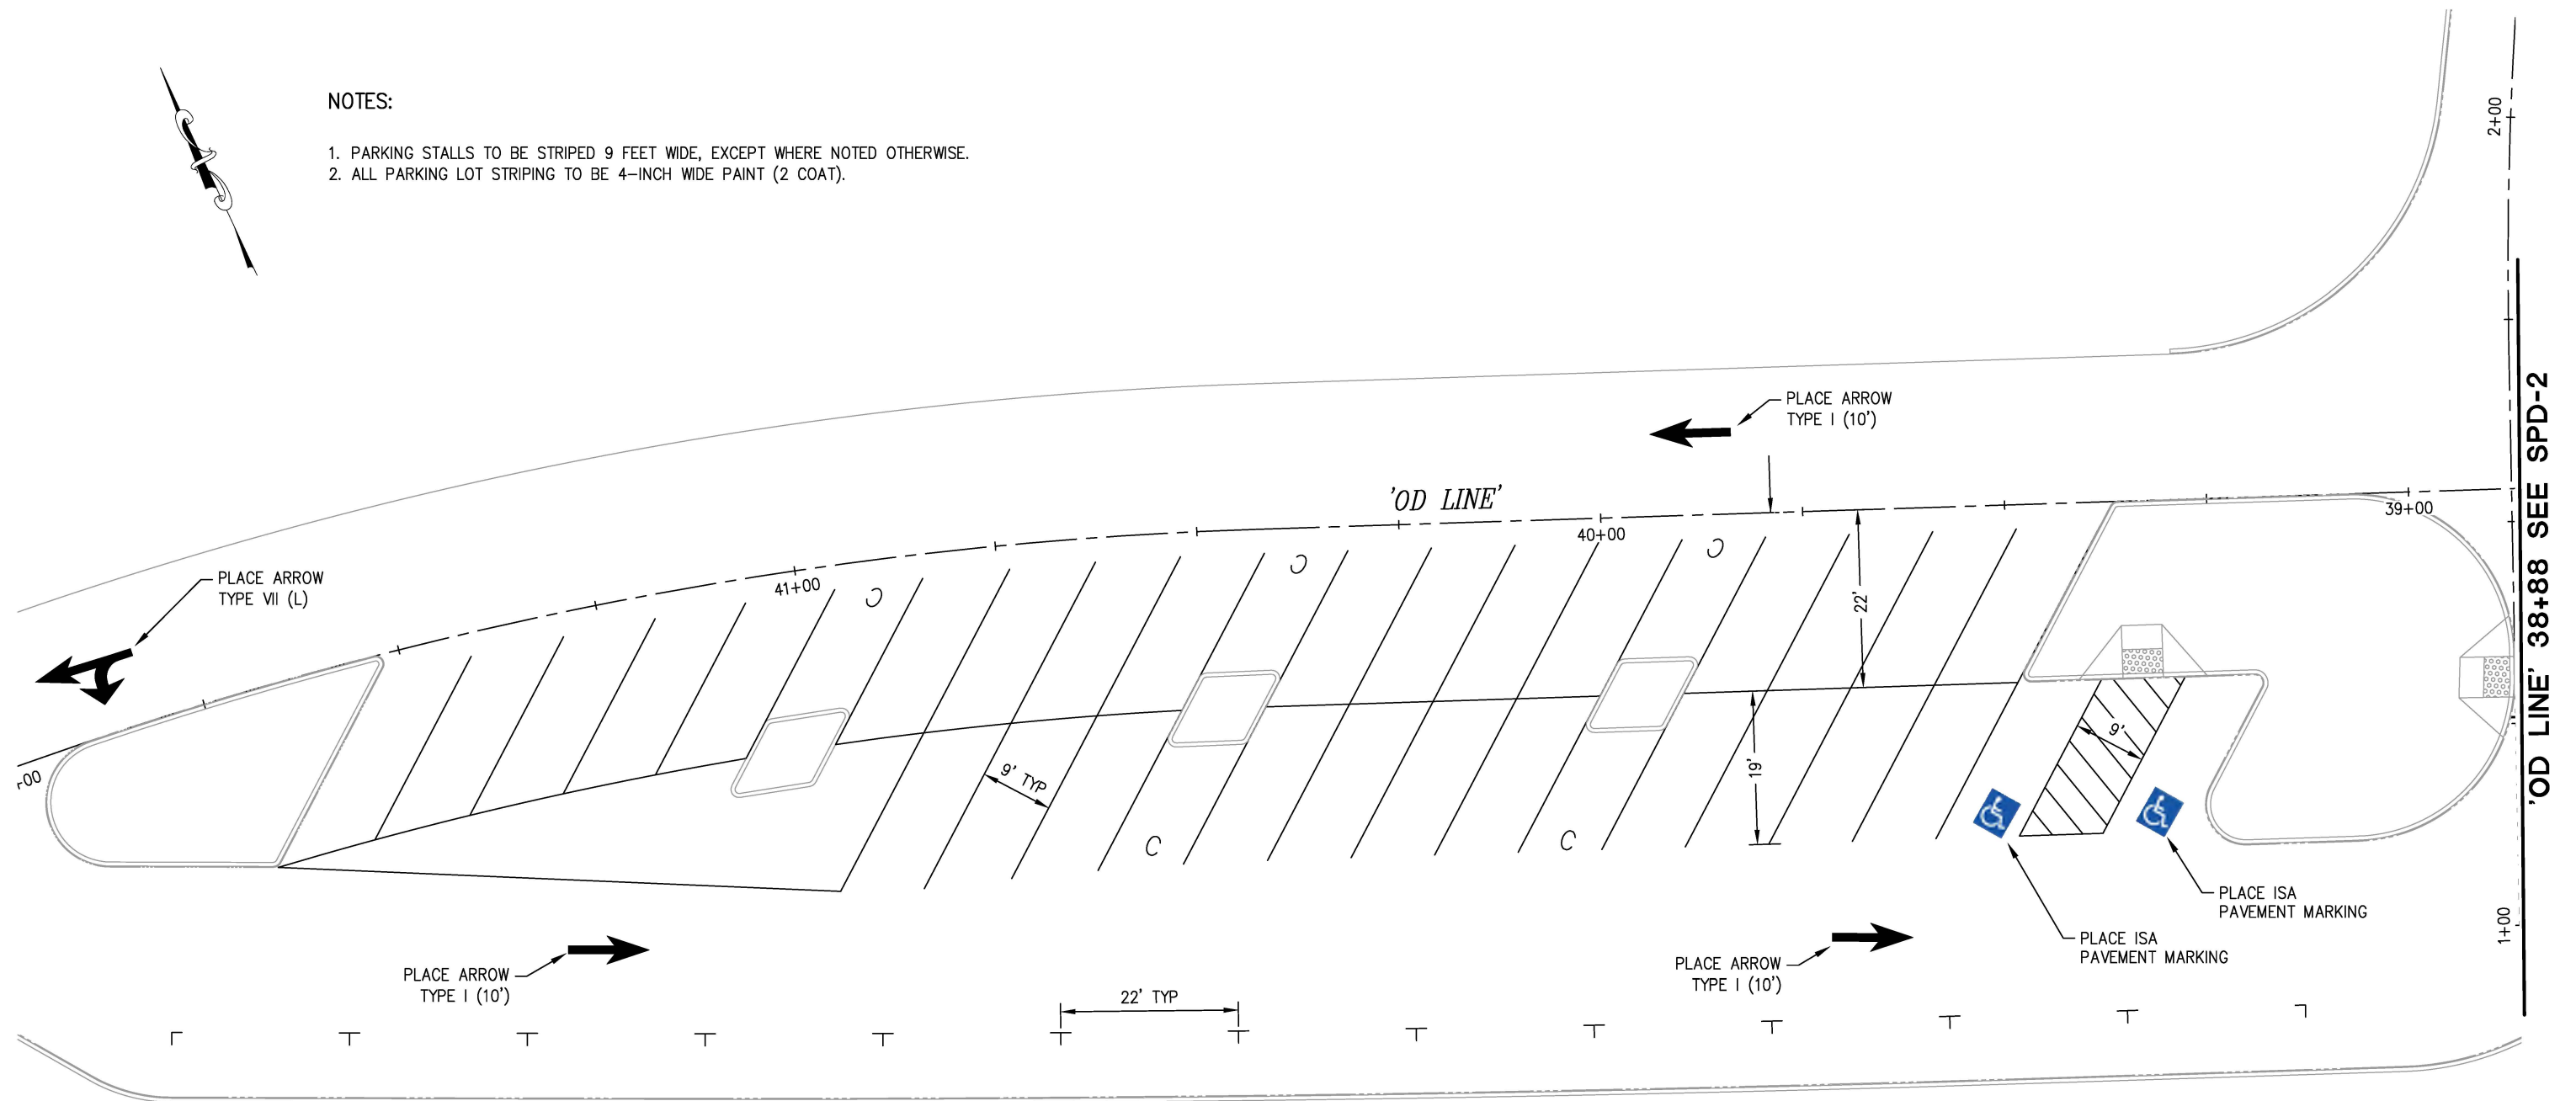 NOTES:
1. PARKING STALLS TO BE STRIPED 9 FEET WIDE, EXCEPT WHERE NOTED OTHERWISE.
2. ALL PARKING LOT STRIPING TO BE 4-INCH WIDE PAINT (2 COAT).
2+00
PLACE ARROW
TYPE I (10')
'OD LINE'
39+00
40+00
41+00
'OD LINE' 38+88 SEE SPD-2
PLACE ARROW
TYPE VII (L)
C
C
C
22'
9'
19'
9' TYP
C
C
PLACE ISA
PAVEMENT MARKING
PLACE ISA
PAVEMENT MARKING
1+00
PLACE ARROW
TYPE I (10')
PLACE ARROW
TYPE I (10')
22' TYP